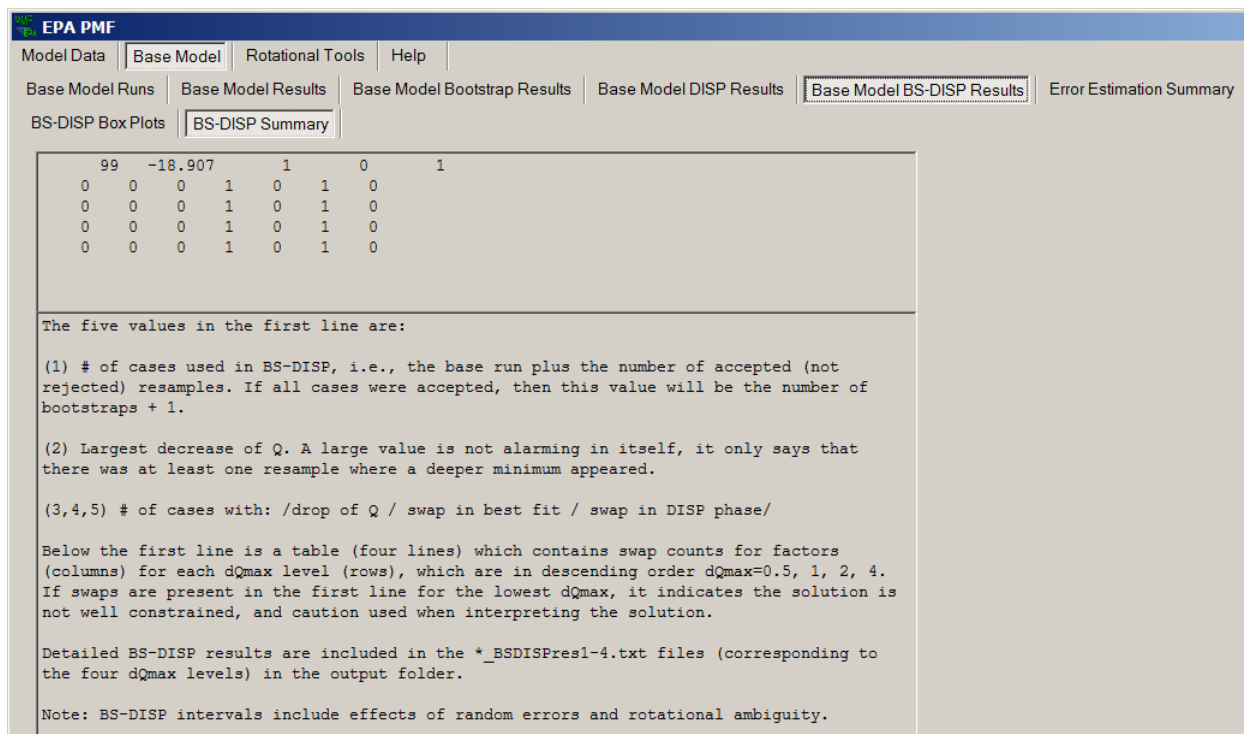 EPA PMF
Model Data Base Model Rotational Tools Help
Base Model Runs Base Model Results Base Model Bootstrap Results Base Model DISP Results Base Model BS-DISP Results Error Estimation Summary
BS-DISP Box Plots BS-DISP Summary
99 -18.907 1 0 1
0 0 0 1 0 1 0
0 0 0 1 0 1 0
0 0 0 1 0 1 0
0 0 0 1 0 1 0
The five values in the first line are:
(1) # of cases used in BS-DISP, i.e., the base run plus the number of accepted (not
rejected) resamples. If all cases were accepted, then this value will be the number of
bootstraps + 1.
(2) Largest decrease of Q. A large value is not alarming in itself, it only says that
there was at least one resample where a deeper minimum appeared.
(3,4,5) # of cases with: /drop of Q / swap in best fit / swap in DISP phase/
Below the first line is a table (four lines) which contains swap counts for factors
(columns) for each dQmax level (rows), which are in descending order dQmax=0.5, 1, 2, 4.
If swaps are present in the first line for the lowest dQmax, it indicates the solution is
not well constrained, and caution used when interpreting the solution.
Detailed BS-DISP results are included in the *_BSDISPres1-4.txt files (corresponding to
the four dQmax levels) in the output folder.
Note: BS-DISP intervals include effects of random errors and rotational ambiguity.